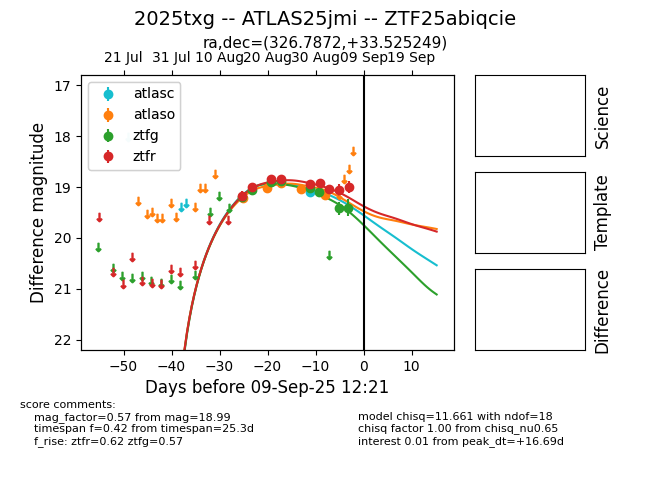 2025txg -- ATLAS25jmi -- ZTF25abiqcie
ra,dec=(326.7872,+33.525249)
21 Jul 31 Jul 10 Aug 20 Aug 30 Aug 09 Sep 19 Sep
atlasc
atlaso
ztfg
ztfr
17
18
19
20
21
22
Difference magnitude
−50 −40 −30 −20 −10 0 10
Days before 09-Sep-25 12:21
Science
Template
Difference
score comments:
mag_factor=0.57 from mag=18.99
timespan f=0.42 from timespan=25.3d
f_rise: ztfr=0.62 ztfg=0.57
model chisq=11.661 with ndof=18
chisq factor 1.00 from chisq_nu0.65
interest 0.01 from peak_dt=+16.69d